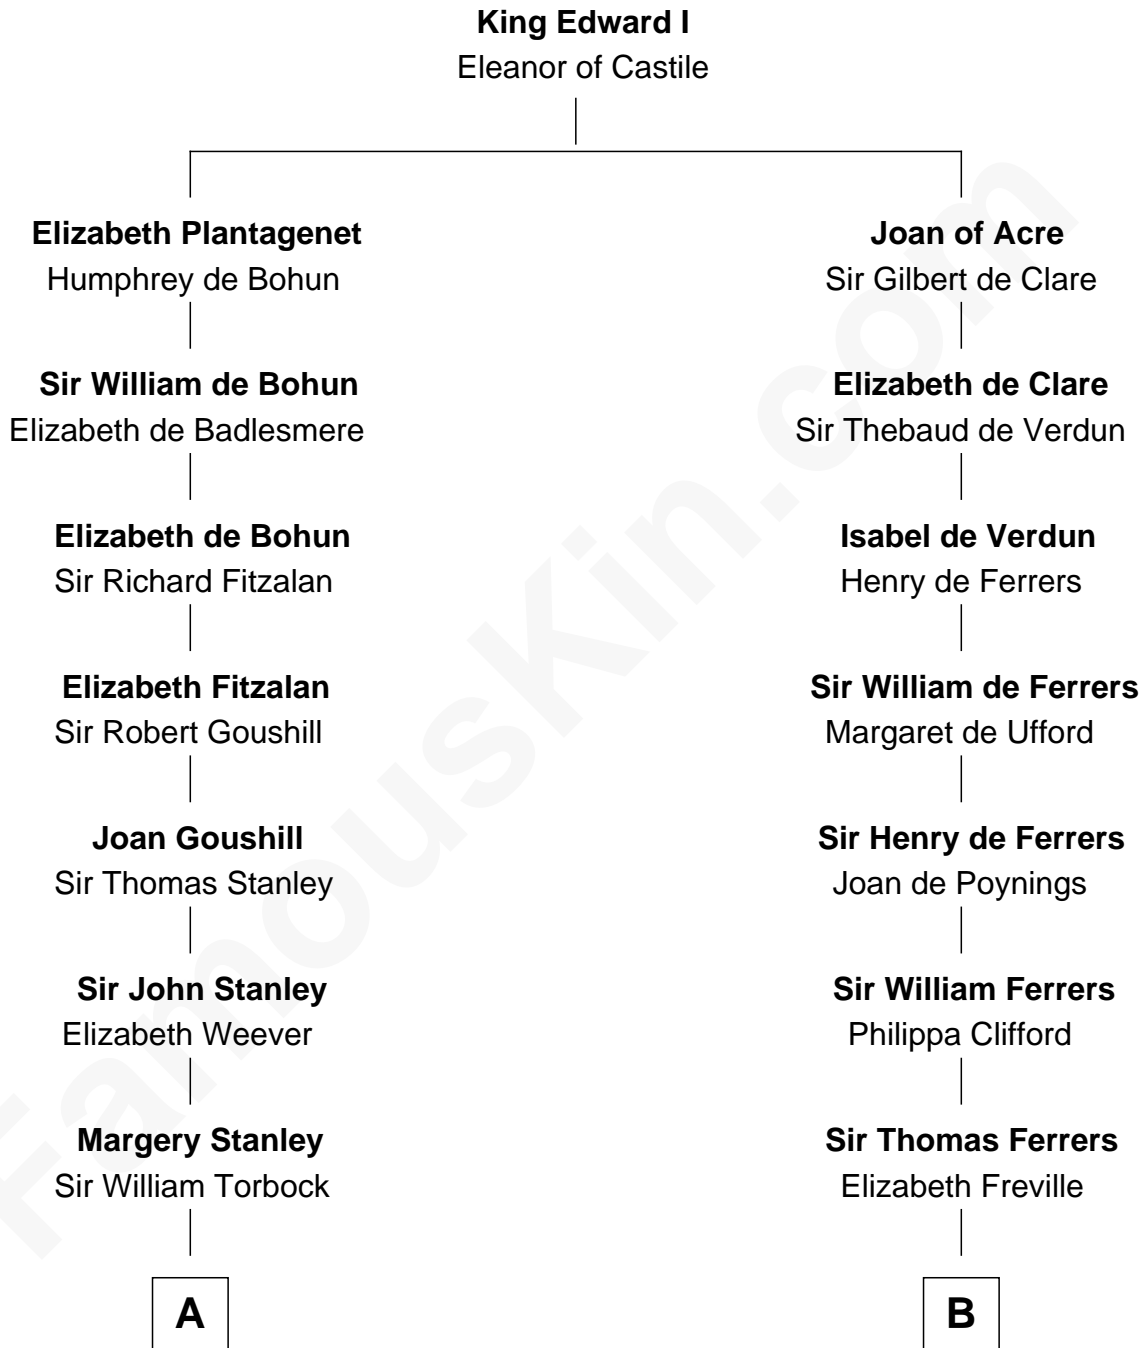 King Edward I
Eleanor of Castile
Elizabeth Plantagenet
Humphrey de Bohun
Joan of Acre
Sir Gilbert de Clare
Sir William de Bohun
Elizabeth de Badlesmere
Elizabeth de Clare
Sir Thebaud de Verdun
Elizabeth de Bohun
Sir Richard Fitzalan
Isabel de Verdun
Henry de Ferrers
Elizabeth Fitzalan
Sir Robert Goushill
Sir William de Ferrers
Margaret de Ufford
Joan Goushill
Sir Thomas Stanley
Sir Henry de Ferrers
Joan de Poynings
Sir John Stanley
Elizabeth Weever
Sir William Ferrers
Philippa Clifford
Margery Stanley
Sir William Torbock
Sir Thomas Ferrers
Elizabeth Freville
A
B
FamousKin.com